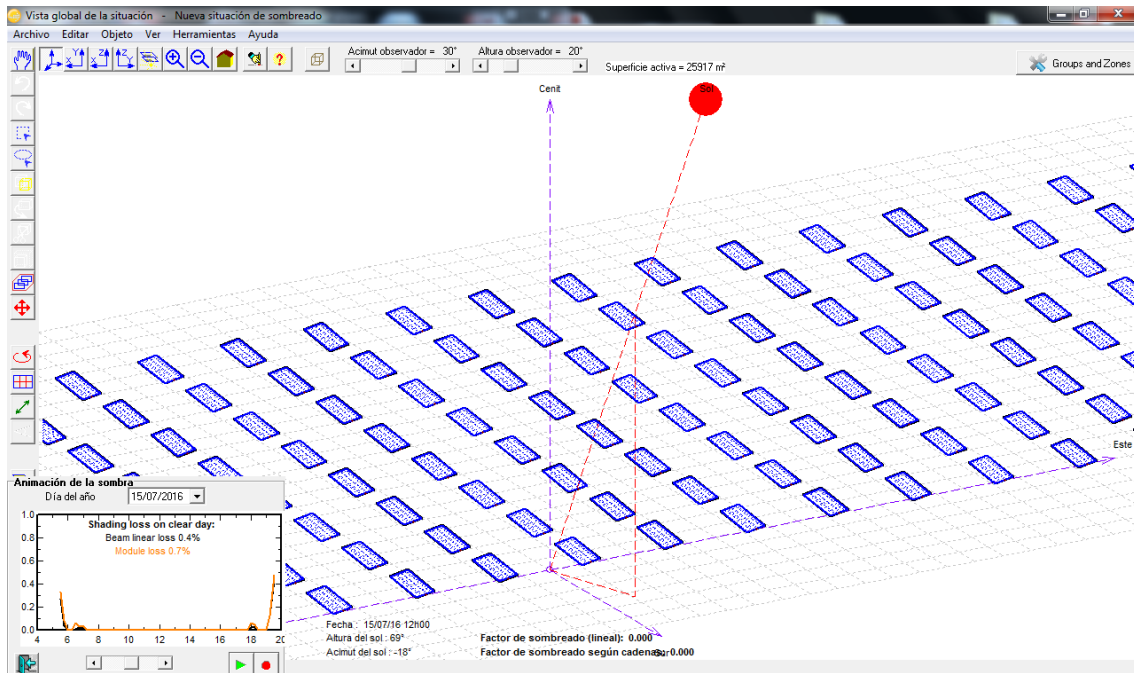 Vista global de la situación - Nueva situación de sombreado
Archivo Editar Objeto Ver Herramientas Ayuda
Acimut observador = 30° Altura observador = 20°
Superficie activa = 25917 m²
Groups and Zones
Cenit
Sol
Este
Animación de la sombra
Día del año 15/07/2016
Shading loss on clear day:
Beam linear loss 0.4%
Module loss 0.7%
1.0
0.8
0.6
0.4
0.2
0.0
4 6 8 10 12 14 16 18 20
Fecha : 15/07/16 12h00
Altura del sol : 69°
Acimut del sol : -18°
Factor de sombreado (lineal): 0.000
Factor de sombreado según cadenas: 0.000
Sur